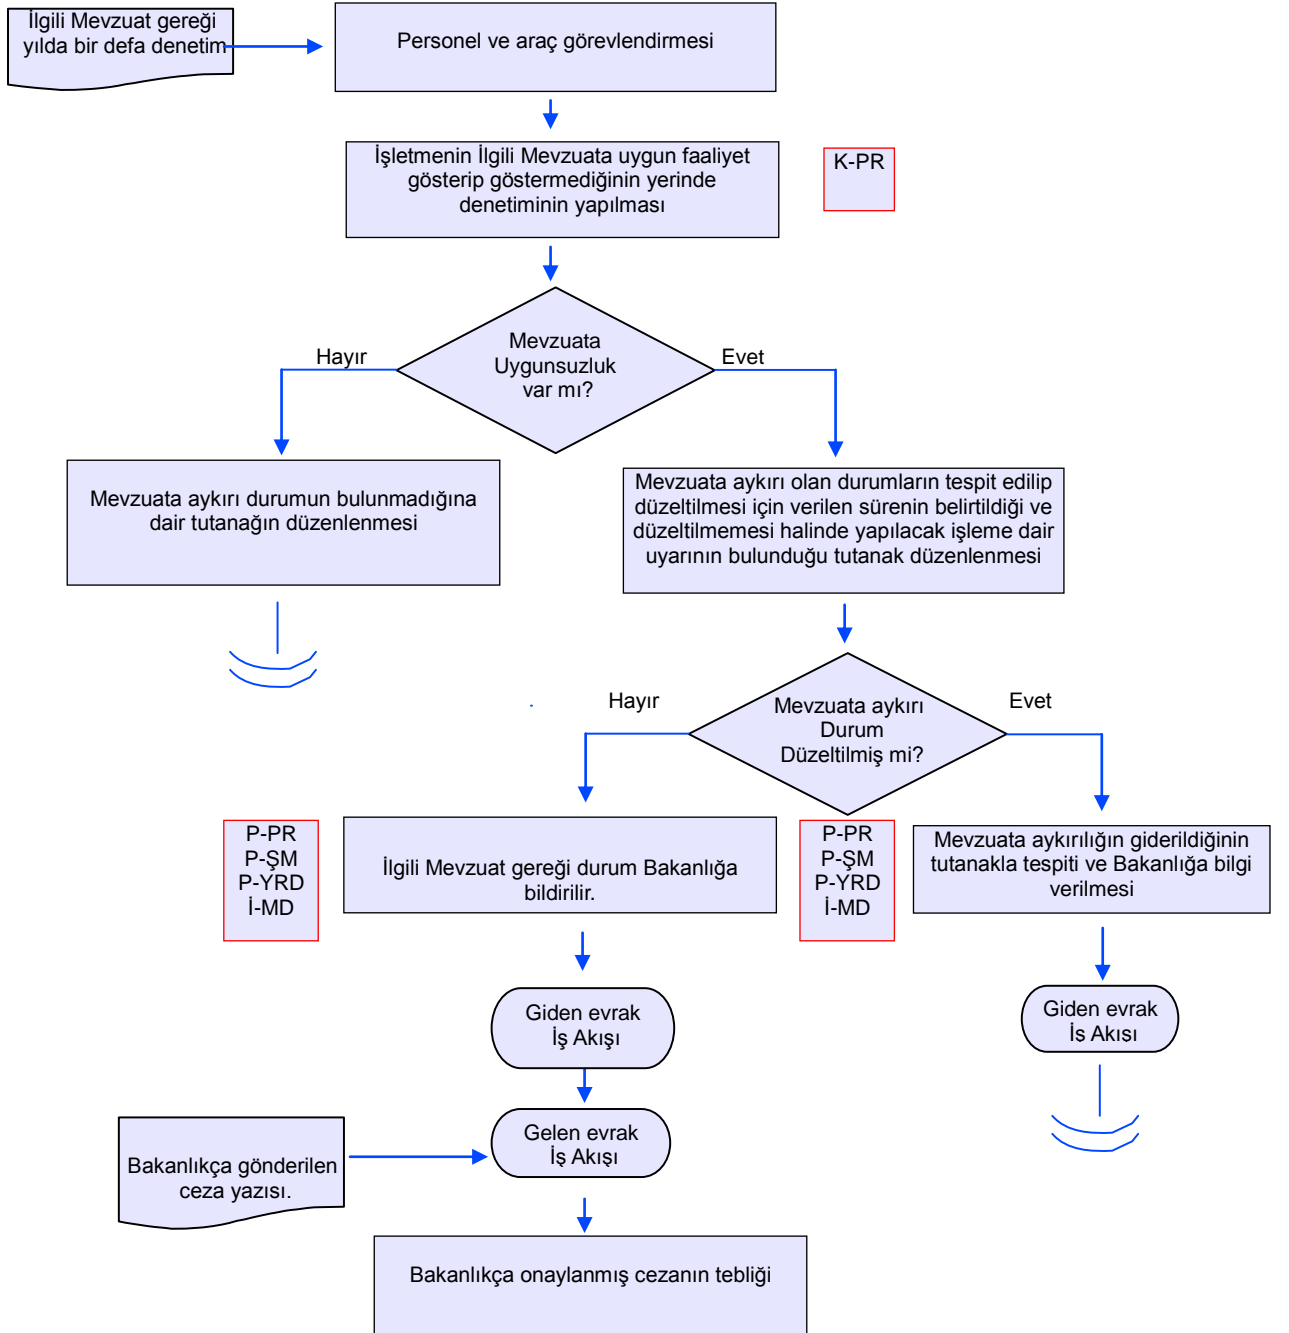 İlgili Mevzuat gereği
yılda bir defa denetim
Personel ve araç görevlendirmesi
İşletmenin İlgili Mevzuata uygun faaliyet
gösterip göstermediğinin yerinde
denetiminin yapılması
K-PR
Mevzuata
Uygunsuzluk
var mı?
Hayır
Evet
Mevzuata aykırı durumun bulunmadığına
dair tutanağın düzenlenmesi
Mevzuata aykırı olan durumların tespit edilip
düzeltilmesi için verilen sürenin belirtildiği ve
düzeltilmemesi halinde yapılacak işleme dair
uyarının bulunduğu tutanak düzenlenmesi
Hayır
Mevzuata aykırı
Durum
Düzeltilmiş mi?
Evet
P-PR
P-ŞM
P-YRD
İ-MD
İlgili Mevzuat gereği durum Bakanlığa
bildirilir.
P-PR
P-ŞM
P-YRD
İ-MD
Mevzuata aykırılığın giderildiğinin
tutanakla tespiti ve Bakanlığa bilgi
verilmesi
Giden evrak
İş Akışı
Giden evrak
İş Akışı
Bakanlıkça gönderilen
ceza yazısı.
Gelen evrak
İş Akışı
Bakanlıkça onaylanmış cezanın tebliği